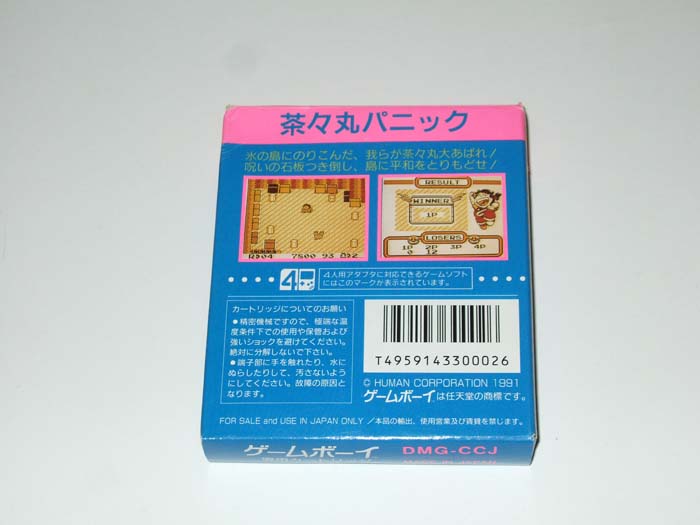 茶々丸パニック
氷の島にのりこんだ、我らが茶々丸大あばれ!
呪いの石板つき倒し、島に平和をとりもどせ!
RESULT
WINNER
1P
LOSERS
1P 2P 3P 4P
0 12
R▷04 7800 93 2
4人用アダプタに対応できるゲームソフト
にはこのマークが表示されています。
カートリッジについてのお願い
●精密機械ですので、極端な温
度条件下での使用や保管および
強いショックを避けてください。
絶対に分解しないで下さい。
●端子部に手を触れたり、水に
ぬらしたりして、汚さないよう
にしてください。故障の原因と
なります。
T4959143300026
© HUMAN CORPORATION 1991
ゲームボーイは任天堂の商標です。
FOR SALE and USE IN JAPAN ONLY /本品の輸出、使用営業及び賃貸を禁じます。
ゲームボーイ DMG-CCJ
MADE IN JAPAN